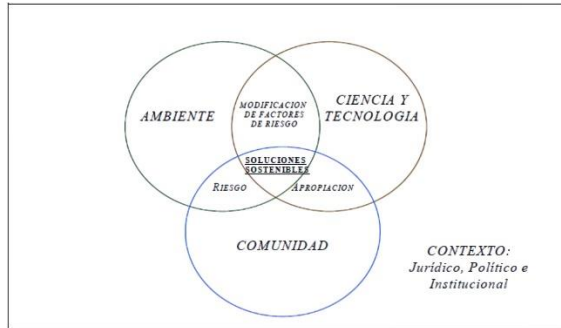 AMBIENTE
MODIFICACION
DE FACTORES
DE RIESGO
CIENCIA Y
TECNOLOGIA
SOLUCIONES
SOSTENIBLES
RIESGO
APROPIACION
COMUNIDAD
CONTEXTO:
Jurídico, Político e
Institucional